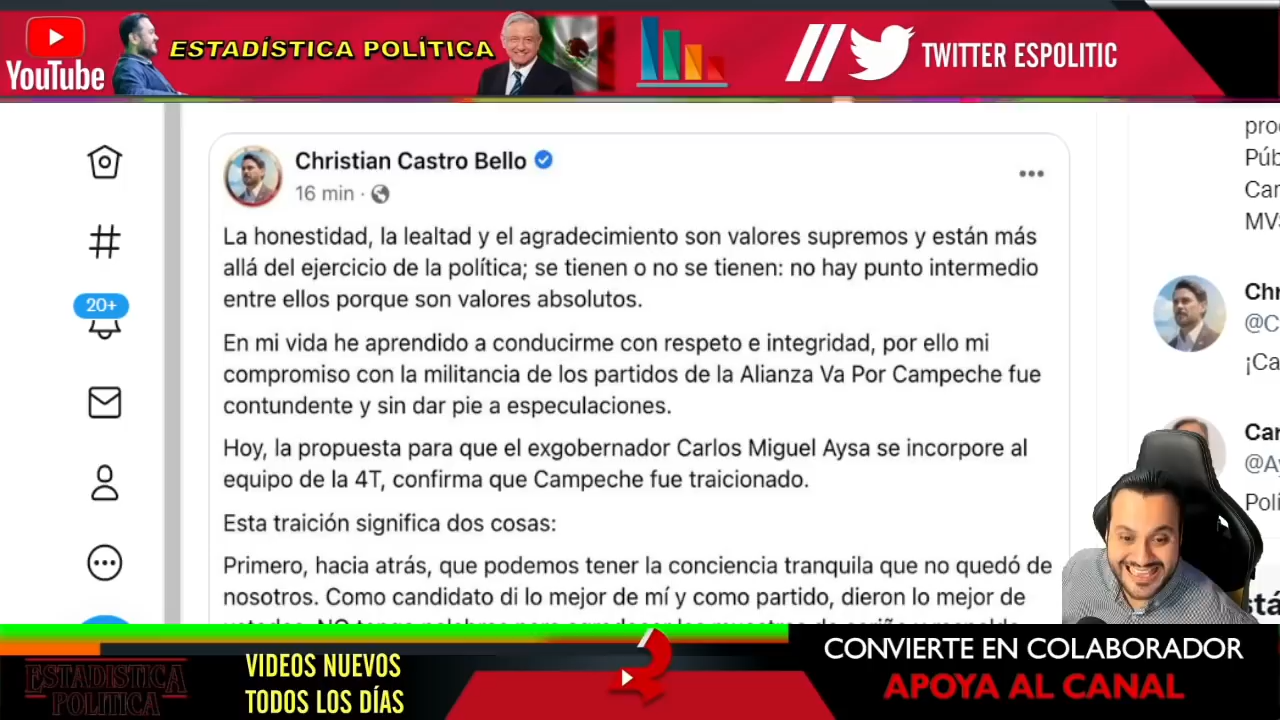 YouTube
ESTADÍSTICA POLÍTICA
TWITTER ESPOLITIC
20+
Christian Castro Bello
16 min ·
La honestidad, la lealtad y el agradecimiento son valores supremos y están más
allá del ejercicio de la política; se tienen o no se tienen: no hay punto intermedio
entre ellos porque son valores absolutos.
En mi vida he aprendido a conducirme con respeto e integridad, por ello mi
compromiso con la militancia de los partidos de la Alianza Va Por Campeche fue
contundente y sin dar pie a especulaciones.
Hoy, la propuesta para que el exgobernador Carlos Miguel Aysa se incorpore al
equipo de la 4T, confirma que Campeche fue traicionado.
Esta traición significa dos cosas:
Primero, hacia atrás, que podemos tener la conciencia tranquila que no quedó de
nosotros. Como candidato di lo mejor de mí y como partido, dieron lo mejor de
ESTADISTICA
POLITICA
VIDEOS NUEVOS
TODOS LOS DÍAS
CONVIERTE EN COLABORADOR
APOYA AL CANAL